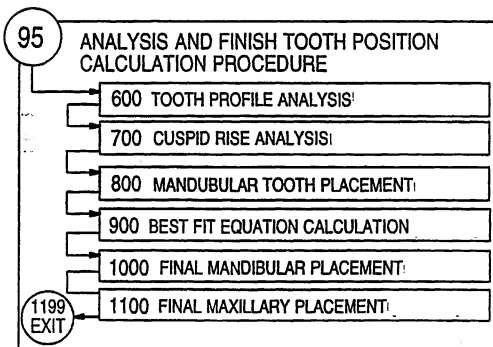 95
ANALYSIS AND FINISH TOOTH POSITION
CALCULATION PROCEDURE
600 TOOTH PROFILE ANALYSIS
700 CUSPID RISE ANALYSIS
800 MANDUBULAR TOOTH PLACEMENT
900 BEST FIT EQUATION CALCULATION
1000 FINAL MANDIBULAR PLACEMENT
1100 FINAL MAXILLARY PLACEMENT
1199
EXIT